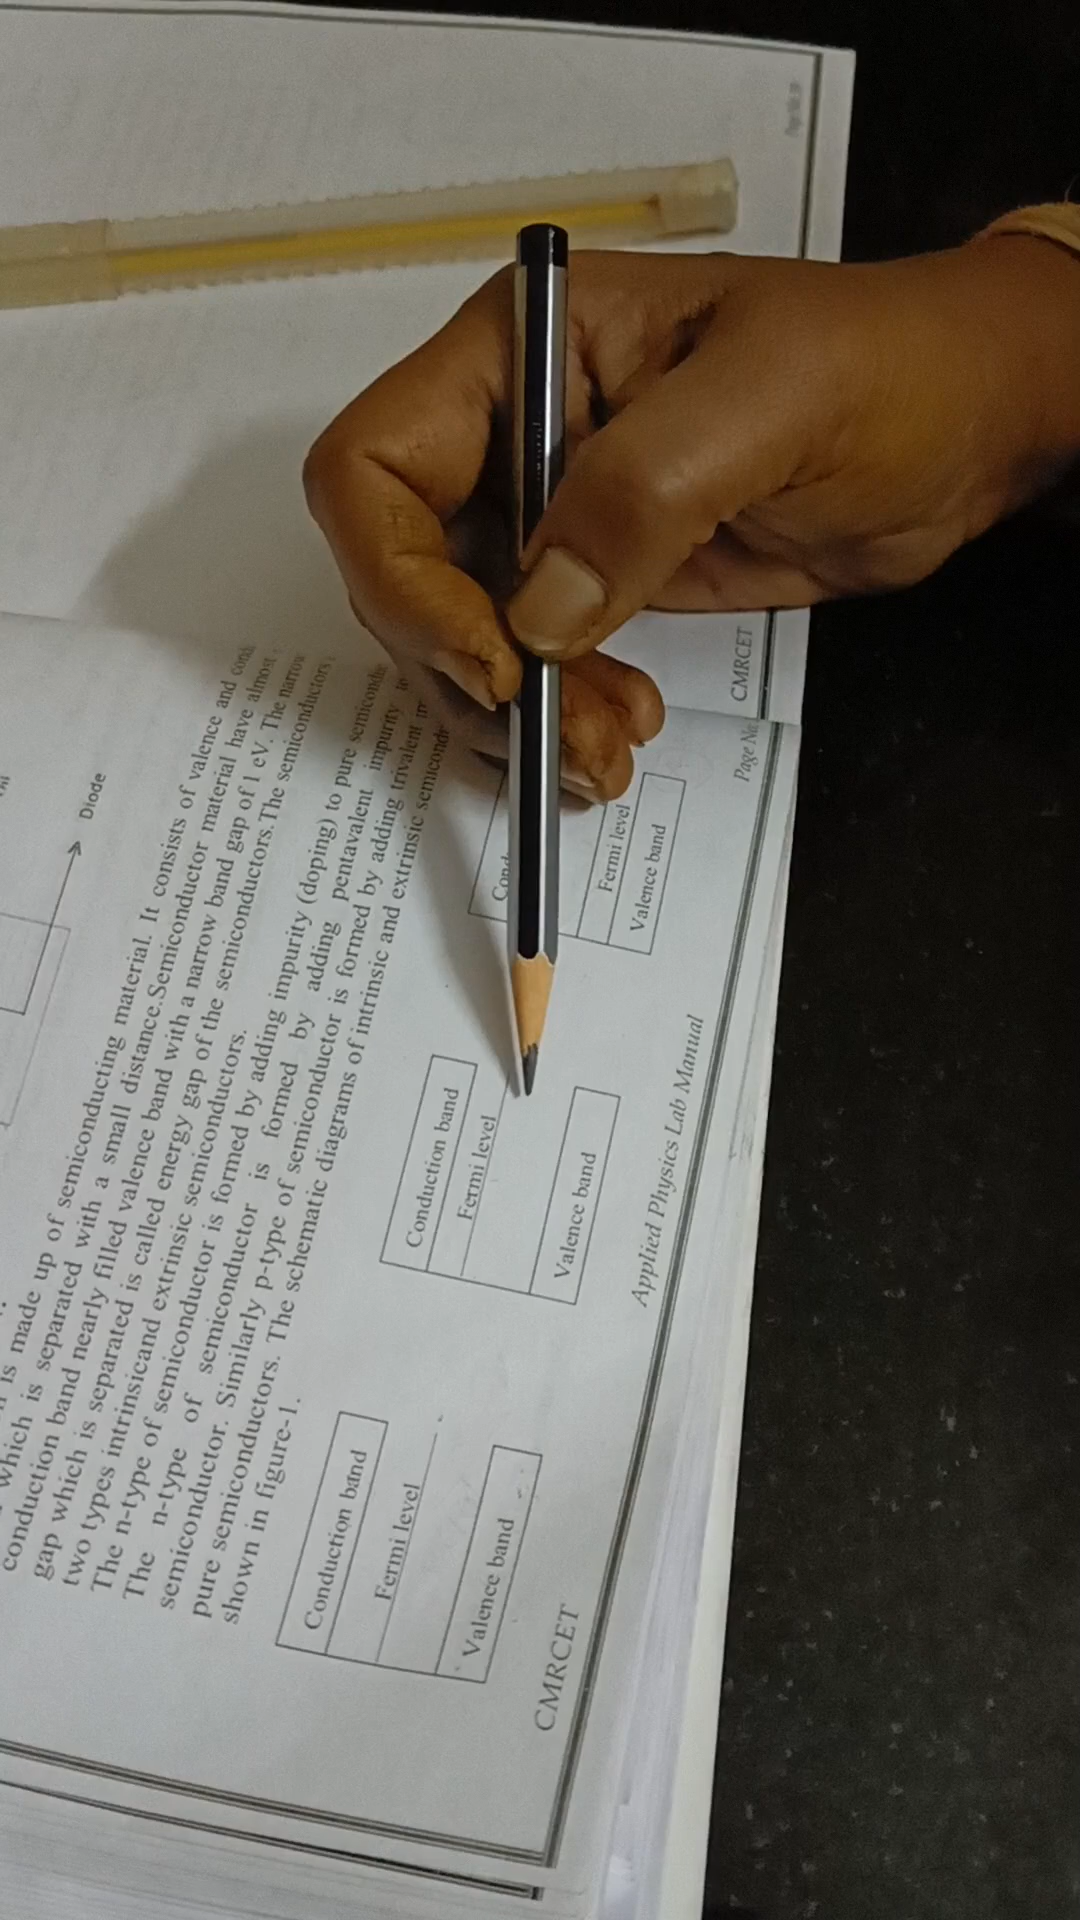 Diode
is made up of semiconducting material. It consists of valence and
which is separated with a small distance.Semiconductor material have almost
conduction band nearly filled valence band with a narrow band gap of 1 eV. The narrow
gap which is separated is called energy gap of the semiconductors.The semiconductors
two types intrinsicand extrinsic semiconductors.
The n-type of semiconductor is formed by adding impurity (doping) to pure
The n-type of semiconductor is formed by adding pentavalent impurity to
semiconductor. Similarly p-type of semiconductor is formed by adding trivalent
pure semiconductors. The schematic diagrams of intrinsic and extrinsic
shown in figure-1.
Conduction band
Fermi level
Valence band
Conduction band
Fermi level
Valence band
Fermi level
Valence band
CMRCET
Applied Physics Lab Manual
Page No
CMRCET